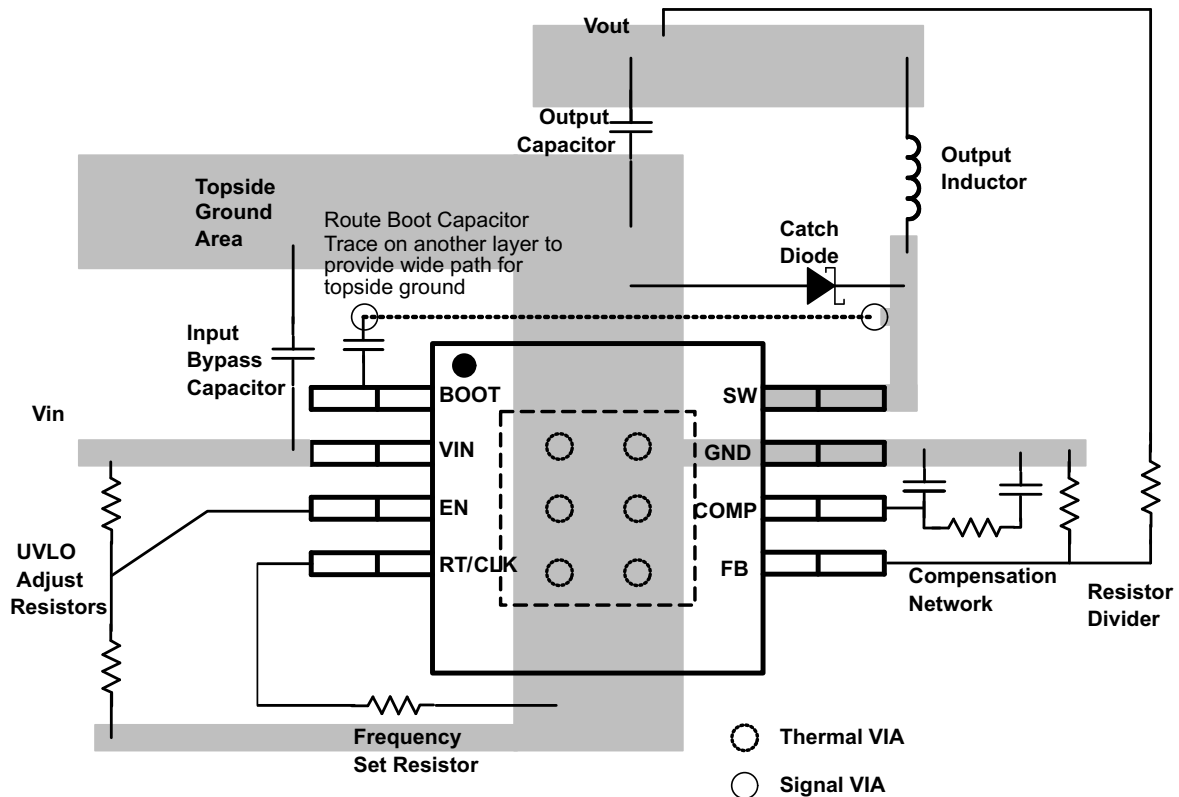 Vout
Output
Capacitor
Output
Inductor
Topside
Ground
Area
Route Boot Capacitor
Trace on another layer to
provide wide path for
topside ground
Catch
Diode
Input
Bypass
Capacitor
Vin
BOOT
VIN
EN
RT/CLK
SW
GND
COMP
FB
UVLO
Adjust
Resistors
Compensation
Network
Resistor
Divider
Frequency
Set Resistor
Thermal VIA
Signal VIA